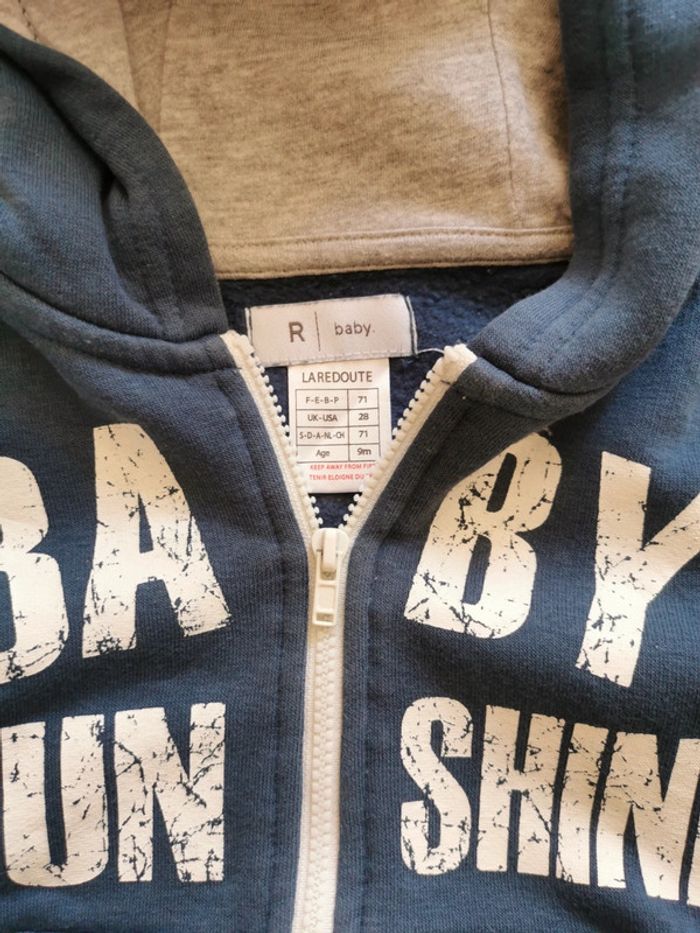 R | baby.
LAREDOUTE
F-E-B-P 71
UK-USA 28
S-D-A-NL-CH 71
Age 9m
KEEP AWAY FROM FI
TENIR ELOIGNE DU
BA BY
UN SHIN